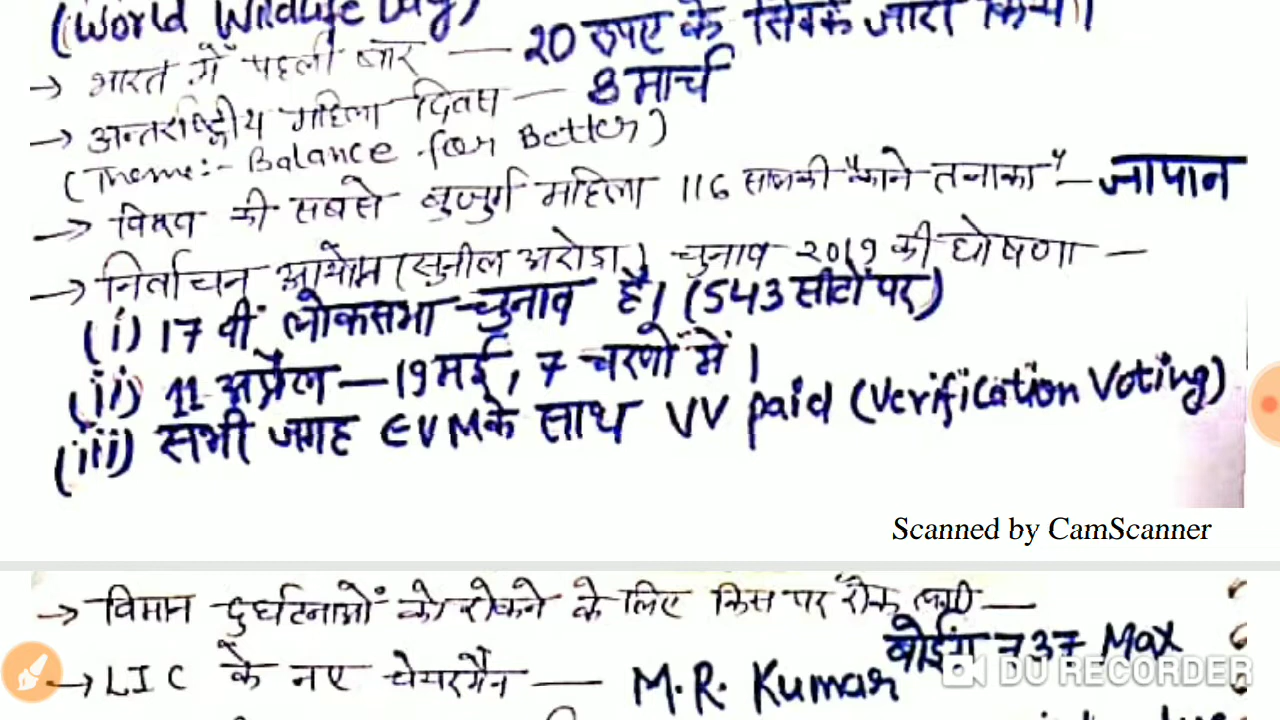 (World Wildlife Day)
→ भारत में पहली बार — 20 रुपए के सिक्के जारी किये।
→ अन्तर्राष्ट्रीय महिला दिवस — 8 मार्च
(Theme:- Balance for Better)
→ विश्व की सबसे बुजुर्ग महिला 116 साल की "काने तनाका" — जापान
→ निर्वाचन आयोग (सुनील अरोड़ा) चुनाव 2019 की घोषणा —
(i) 17 वीं लोकसभा चुनाव है। (543 सीटों पर)
(ii) 11 अप्रैल — 19 मई, 7 चरणों में।
(iii) सभी जगह EVM के साथ VV paid (Verification Voting)
Scanned by CamScanner
→ विमान दुर्घटनाओं को रोकने के लिए किस पर रोक लगी —
बोईंग 737 Max
→ LIC के नए चेयरमैन — M.R. Kumar
DU RECORDER